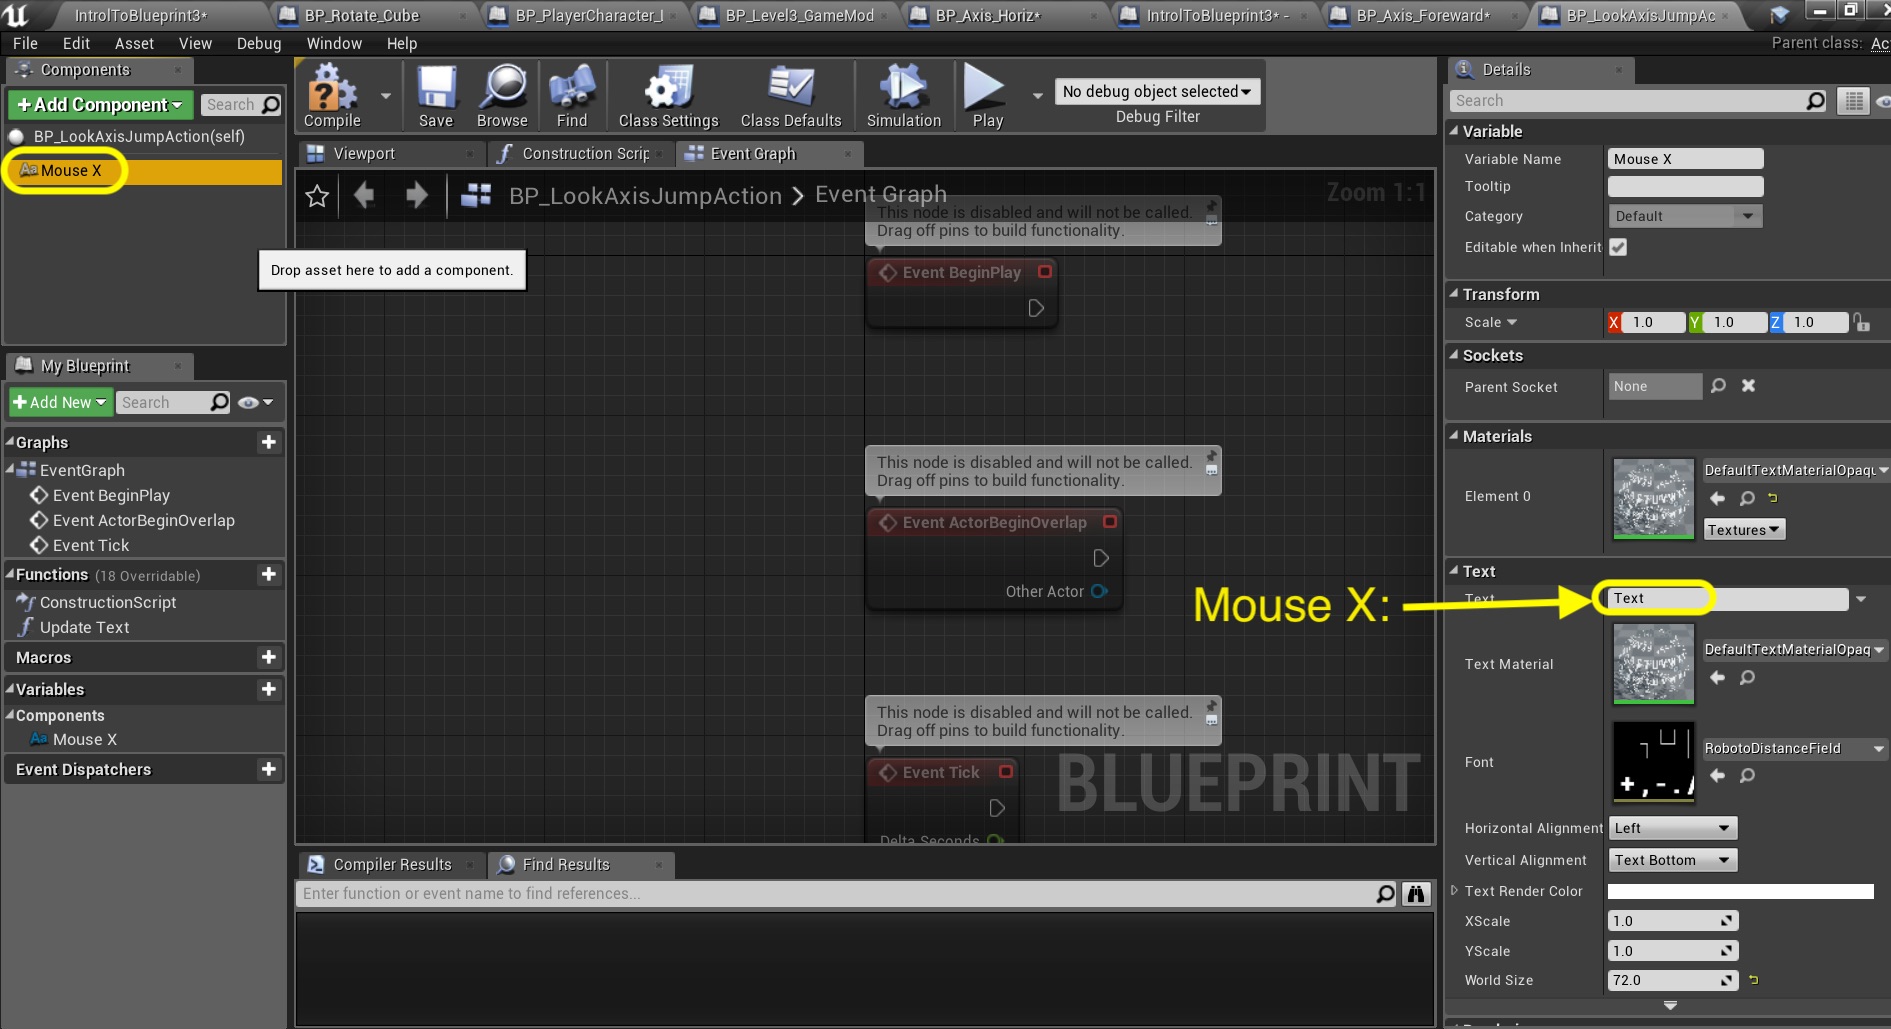 IntrolToBlueprint3*
BP_Rotate_Cube
BP_PlayerCharacter_
BP_Level3_GameMod
BP_Axis_Horiz*
IntrolToBlueprint3* -
BP_Axis_Foreward*
BP_LookAxisJumpAc
File Edit Asset View Debug Window Help
Parent class: Ac
Components
+Add Component
Search
BP_LookAxisJumpAction(self)
Mouse X
Drop asset here to add a component.
My Blueprint
+Add New
Search
Graphs
EventGraph
Event BeginPlay
Event ActorBeginOverlap
Event Tick
Functions (18 Overridable)
ConstructionScript
Update Text
Macros
Variables
Components
Mouse X
Event Dispatchers
Compile
Save
Browse
Find
Class Settings
Class Defaults
Simulation
Play
No debug object selected
Debug Filter
Viewport
Construction Scrip
Event Graph
BP_LookAxisJumpAction > Event Graph
Zoom 1:1
This node is disabled and will not be called.
Drag off pins to build functionality.
Event BeginPlay
This node is disabled and will not be called.
Drag off pins to build functionality.
Event ActorBeginOverlap
Other Actor
Mouse X:
This node is disabled and will not be called.
Drag off pins to build functionality.
Event Tick
Delta Seconds
BLUEPRINT
Compiler Results
Find Results
Enter function or event name to find references...
Details
Search
Variable
Variable Name Mouse X
Tooltip
Category Default
Editable when Inherit
Transform
Scale X 1.0 Y 1.0 Z 1.0
Sockets
Parent Socket None
Materials
Element 0
DefaultTextMaterialOpaqu
Textures
Text
Text Text
Text Material
DefaultTextMaterialOpaq
Font
RobotoDistanceField
Horizontal Alignment Left
Vertical Alignment Text Bottom
Text Render Color
XScale 1.0
YScale 1.0
World Size 72.0